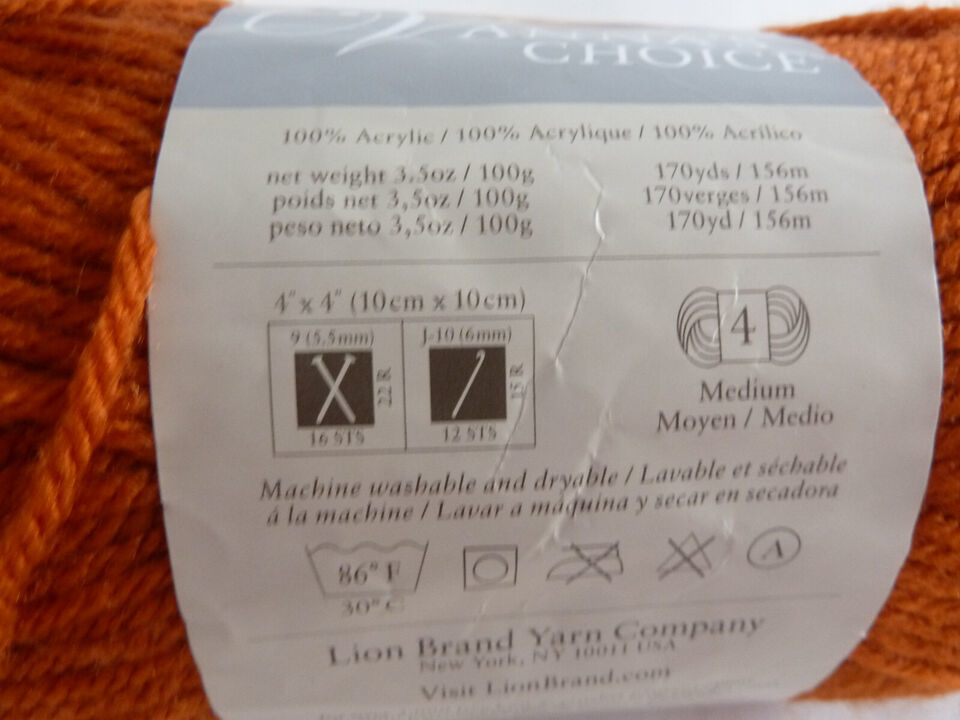 CHOICE
100% Acrylic / 100% Acrylique / 100% Acrílico
net weight 3.5oz / 100g 170yds / 156m
poids net 3,5oz / 100g 170verges / 156m
peso neto 3,5oz / 100g 170yd / 156m
4" x 4" (10cm x 10cm)
9 (5.5mm) J-10 (6mm)
22 R 15 R
16 STS 12 STS
4
Medium
Moyen / Medio
Machine washable and dryable / Lavable et séchable
á la machine / Lavar a máquina y secar en secadora
86° F
30° C
A
Lion Brand Yarn Company
New York, NY 10011 USA
Visit LionBrand.com